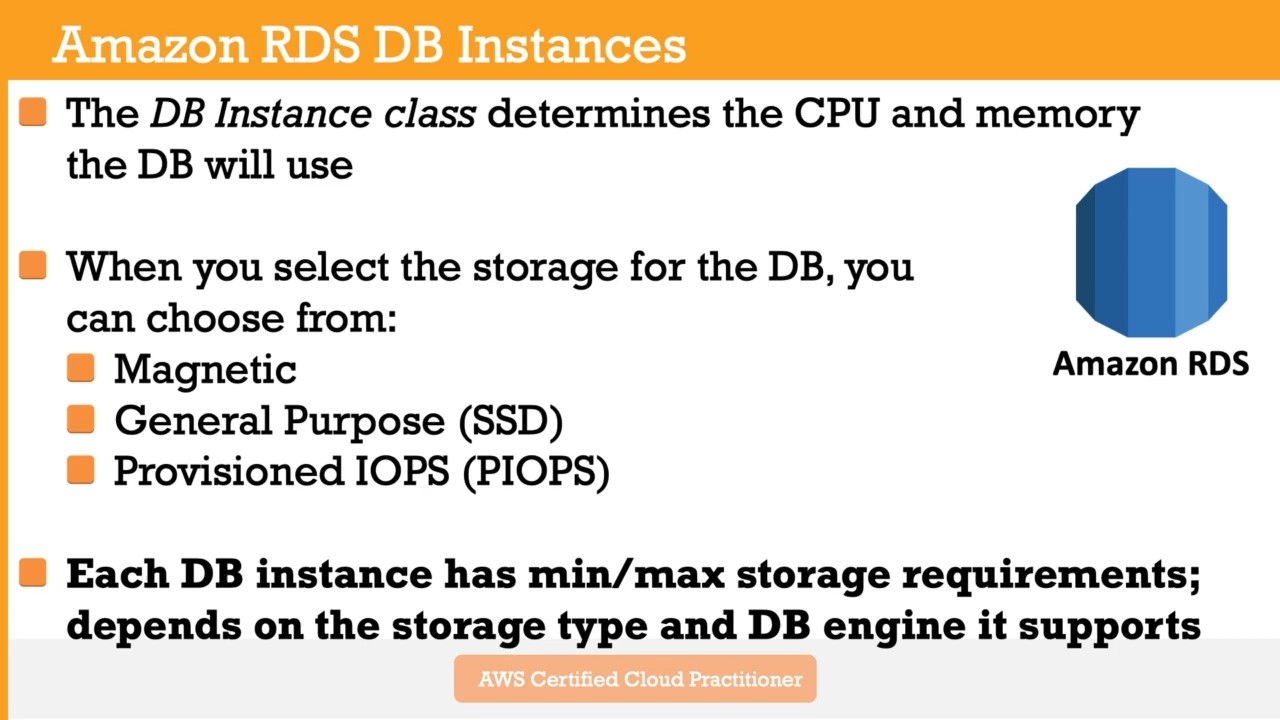 Amazon RDS DB Instances
The DB Instance class determines the CPU and memory
the DB will use
When you select the storage for the DB, you
can choose from:
Magnetic
General Purpose (SSD)
Provisioned IOPS (PIOPS)
Amazon RDS
Each DB instance has min/max storage requirements;
depends on the storage type and DB engine it supports
AWS Certified Cloud Practitioner